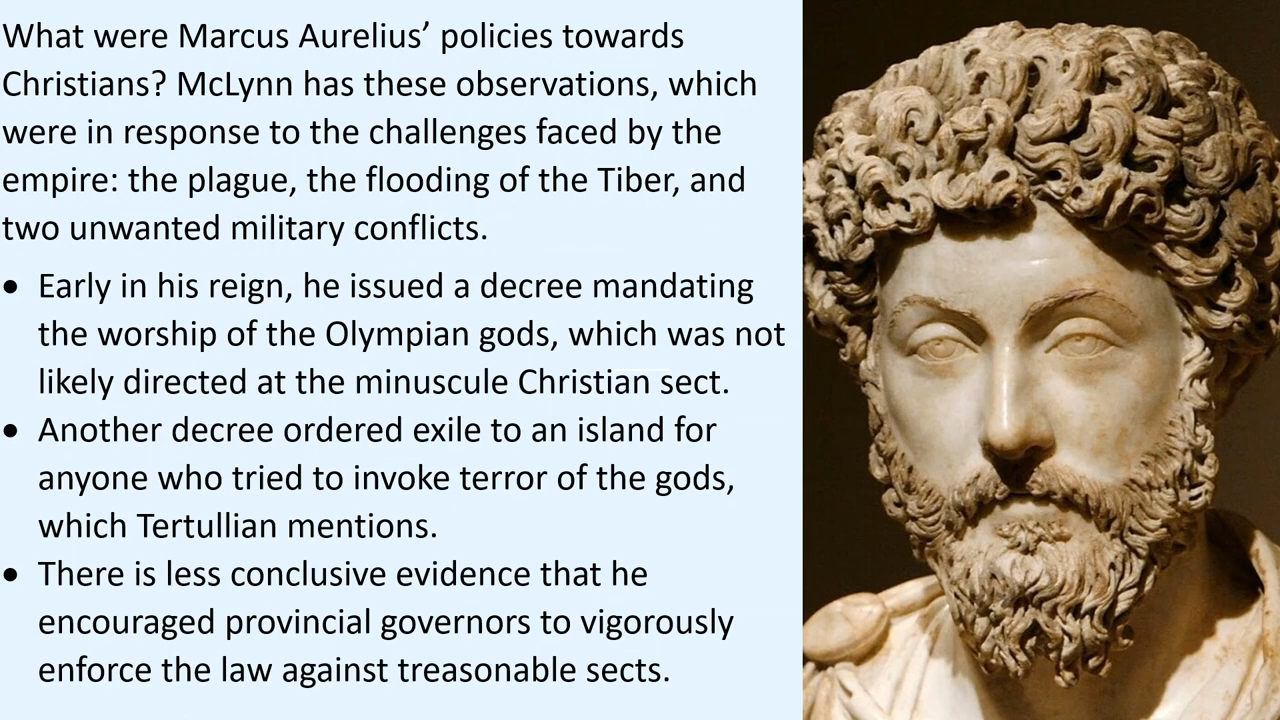 What were Marcus Aurelius’ policies towards
Christians? McLynn has these observations, which
were in response to the challenges faced by the
empire: the plague, the flooding of the Tiber, and
two unwanted military conflicts.
• Early in his reign, he issued a decree mandating
the worship of the Olympian gods, which was not
likely directed at the minuscule Christian sect.
• Another decree ordered exile to an island for
anyone who tried to invoke terror of the gods,
which Tertullian mentions.
• There is less conclusive evidence that he
encouraged provincial governors to vigorously
enforce the law against treasonable sects.